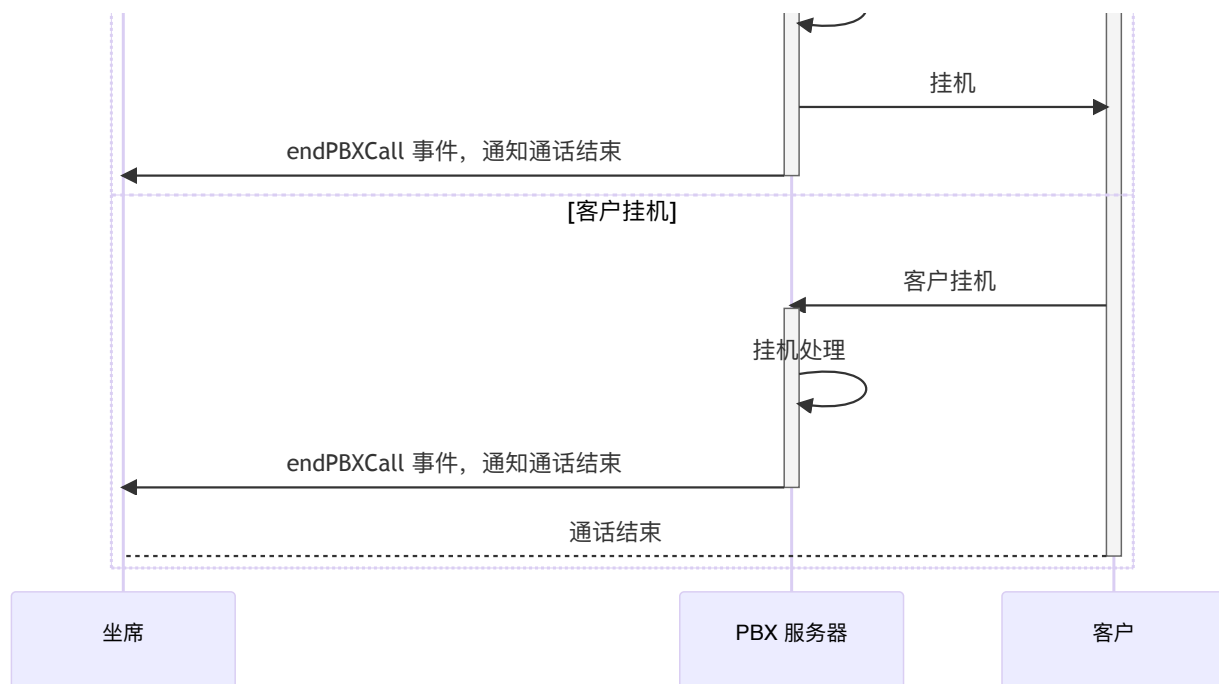 挂机
endPBXCall 事件，通知通话结束
[客户挂机]
客户挂机
挂机处理
endPBXCall 事件，通知通话结束
通话结束
坐席
PBX 服务器
客户